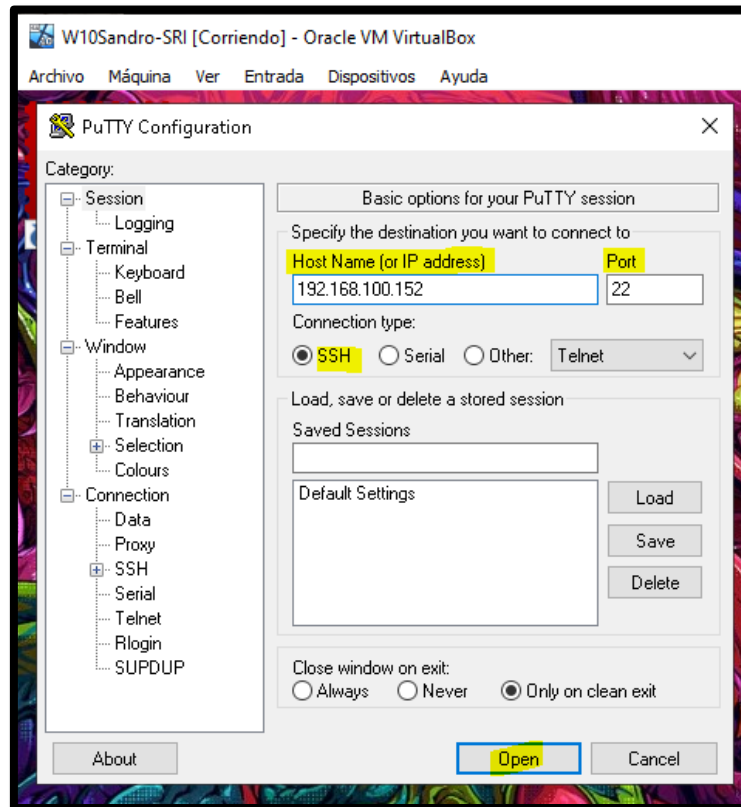 W10Sandro-SRI [Corriendo] - Oracle VM VirtualBox
Archivo Máquina Ver Entrada Dispositivos Ayuda
PuTTY Configuration
Category:
Session
Logging
Terminal
Keyboard
Bell
Features
Window
Appearance
Behaviour
Translation
Selection
Colours
Connection
Data
Proxy
SSH
Serial
Telnet
Rlogin
SUPDUP
Basic options for your PuTTY session
Specify the destination you want to connect to
Host Name (or IP address) Port
192.168.100.152 22
Connection type:
SSH Serial Other: Telnet
Load, save or delete a stored session
Saved Sessions
Default Settings
Load
Save
Delete
Close window on exit:
Always Never Only on clean exit
About Open Cancel